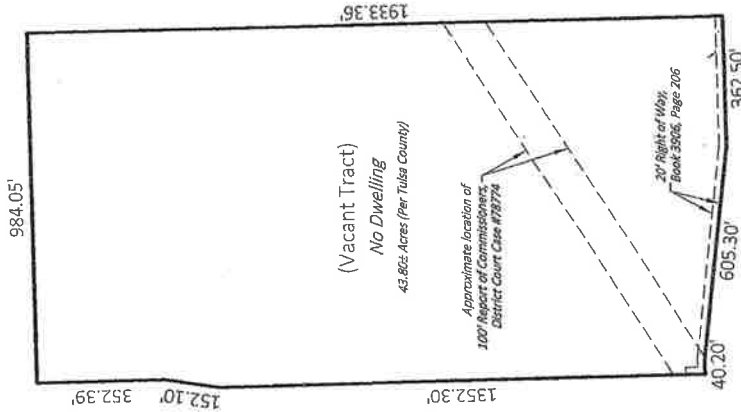 984.05'
1933.36'
(Vacant Tract)
No Dwelling
43.80± Acres (Per Tulsa County)
Approximate location of
100' Report of Commissioners,
District Court Case #78774
20' Right of Way,
Book 3906, Page 206
352.39'
152.10'
1352.30'
40.20'
605.30'
362.50'